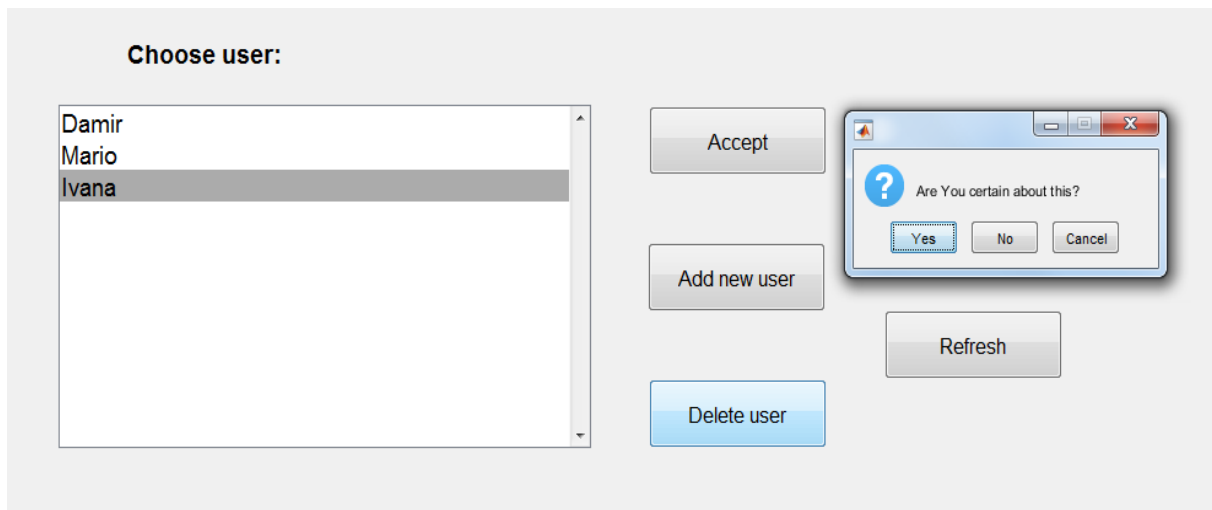 Choose user:
Damir
Mario
Ivana
Accept
Add new user
Delete user
Are You certain about this?
Yes No Cancel
Refresh